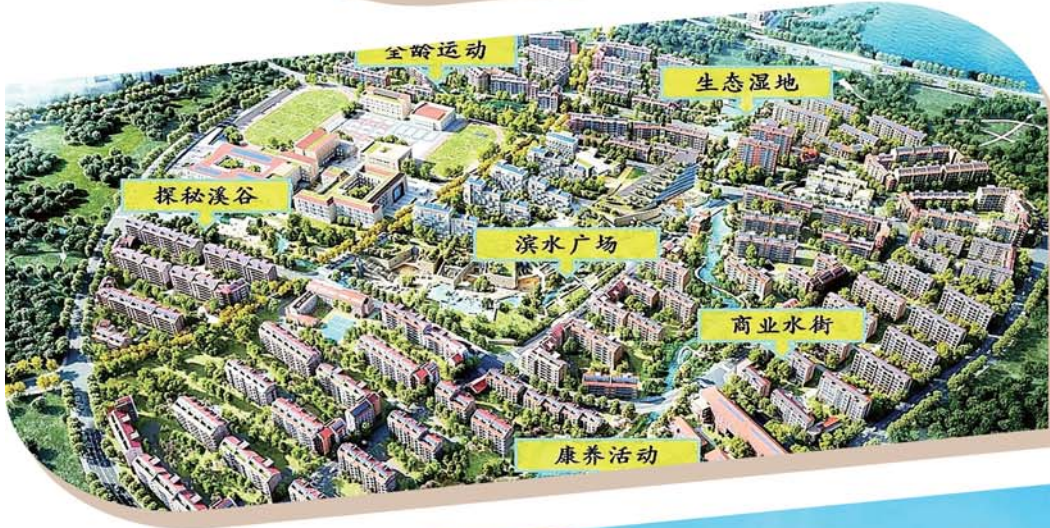 全龄运动
生态湿地
探秘溪谷
滨水广场
商业水街
康养活动